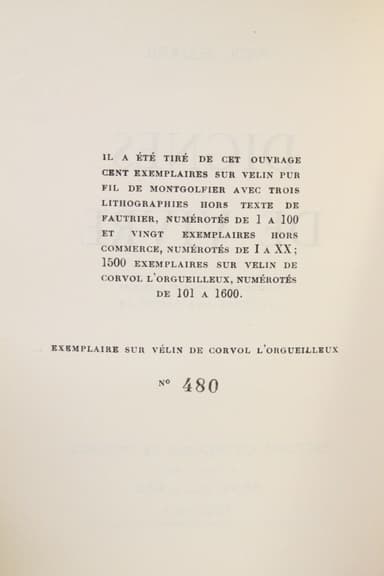 IL A ÉTÉ TIRÉ DE CET OUVRAGE
CENT EXEMPLAIRES SUR VELIN PUR
FIL DE MONTGOLFIER AVEC TROIS
LITHOGRAPHIES HORS TEXTE DE
FAUTRIER, NUMÉROTÉS DE 1 A 100
ET VINGT EXEMPLAIRES HORS
COMMERCE, NUMÉROTÉS DE I A XX ;
1500 EXEMPLAIRES SUR VELIN DE
CORVOL L'ORGUEILLEUX, NUMÉROTÉS
DE 101 A 1600.
EXEMPLAIRE SUR VÉLIN DE CORVOL L'ORGUEILLEUX
N° 480